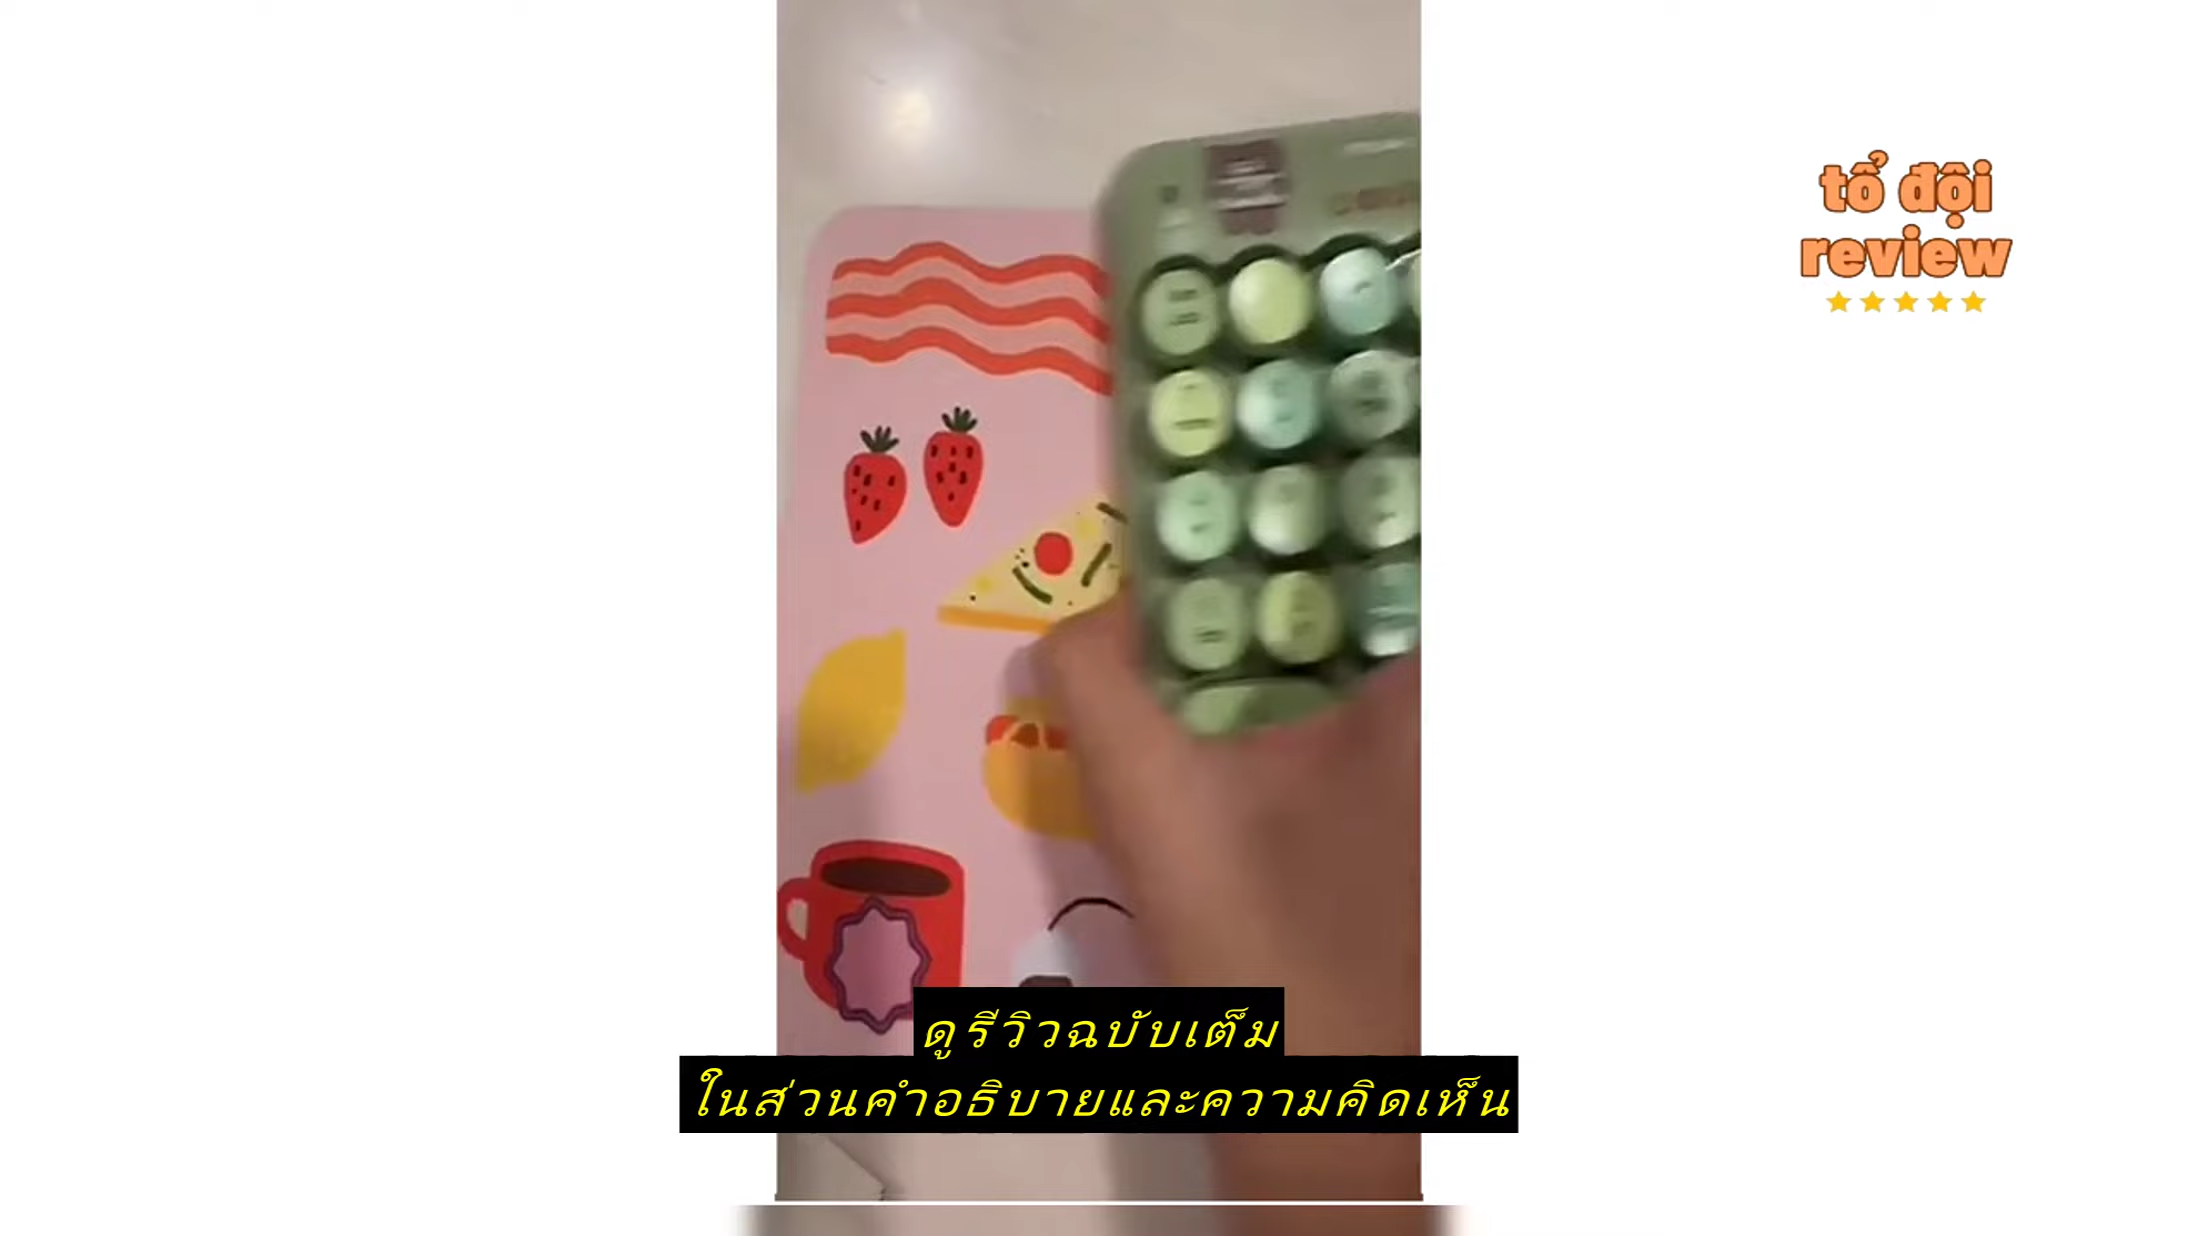 tổ đội
review
ดูรีวิวฉบับเต็ม
ในส่วนคำอธิบายและความคิดเห็น